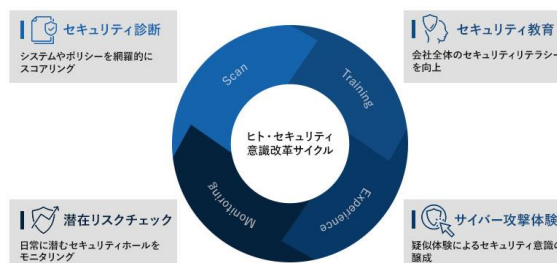 セキュリティ診断
システムやポリシーを網羅的に
スコアリング
セキュリティ教育
会社全体のセキュリティリテラシー
を向上
Scan
Training
ヒト・セキュリティ
意識改革サイクル
Monitoring
Experience
潜在リスクチェック
日常に潜むセキュリティホールを
モニタリング
サイバー攻撃体験
疑似体験によるセキュリティ意識の
醸成